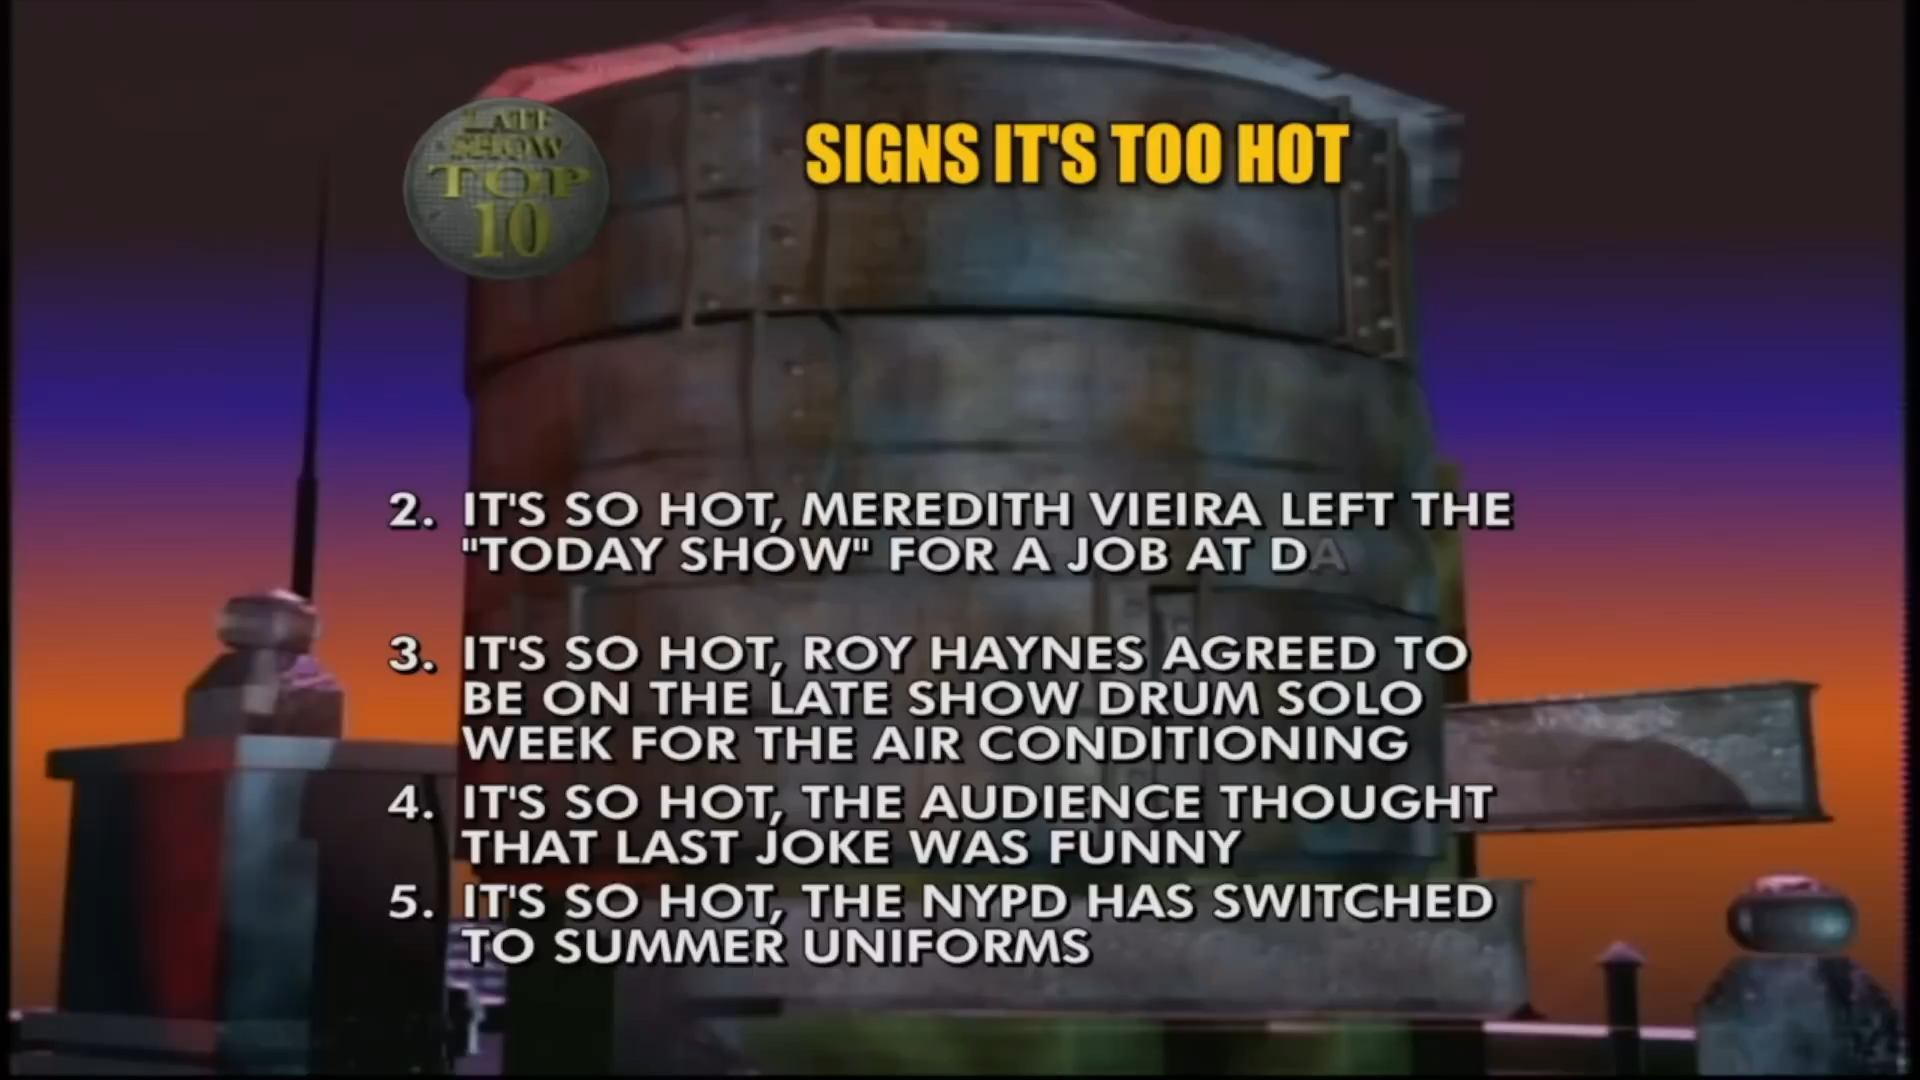 LATE
SHOW
TOP
10
SIGNS IT'S TOO HOT
2. IT'S SO HOT, MEREDITH VIEIRA LEFT THE
"TODAY SHOW" FOR A JOB AT DA
3. IT'S SO HOT, ROY HAYNES AGREED TO
BE ON THE LATE SHOW DRUM SOLO
WEEK FOR THE AIR CONDITIONING
4. IT'S SO HOT, THE AUDIENCE THOUGHT
THAT LAST JOKE WAS FUNNY
5. IT'S SO HOT, THE NYPD HAS SWITCHED
TO SUMMER UNIFORMS